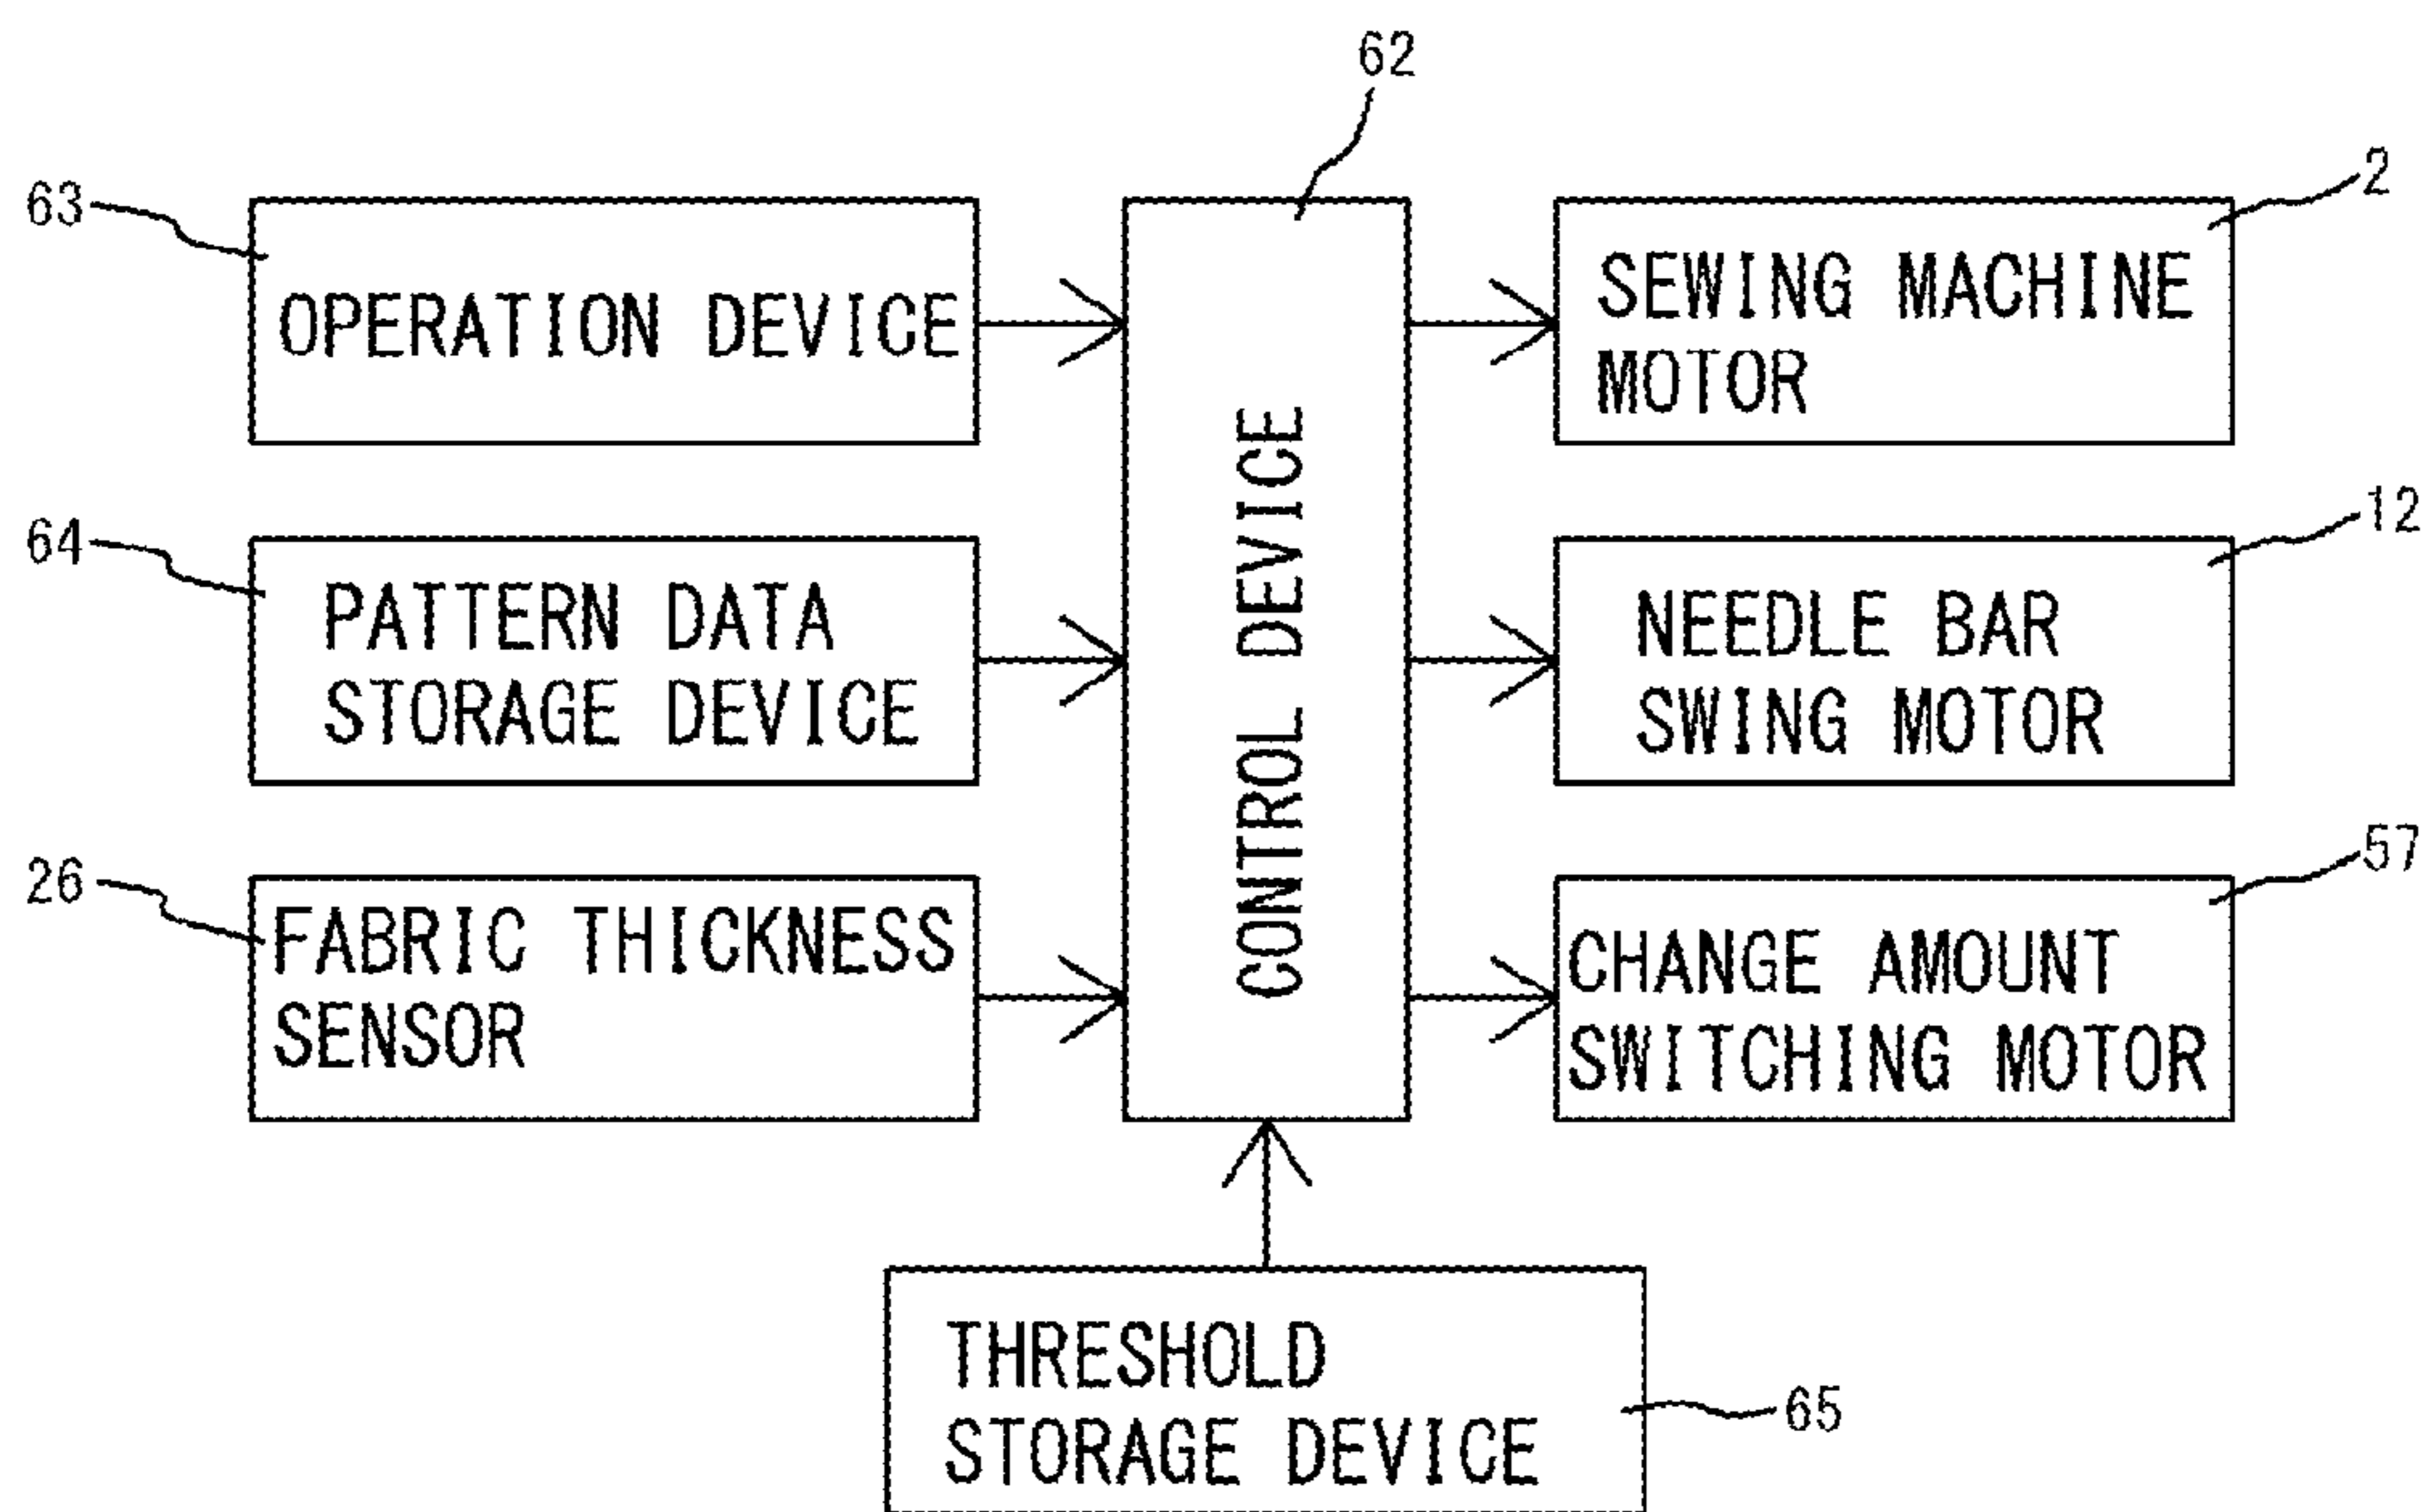 62
63
OPERATION DEVICE
2
SEWING MACHINE
MOTOR
64
PATTERN DATA
STORAGE DEVICE
CONTROL DEVICE
12
NEEDLE BAR
SWING MOTOR
26
FABRIC THICKNESS
SENSOR
57
CHANGE AMOUNT
SWITCHING MOTOR
THRESHOLD
STORAGE DEVICE
65